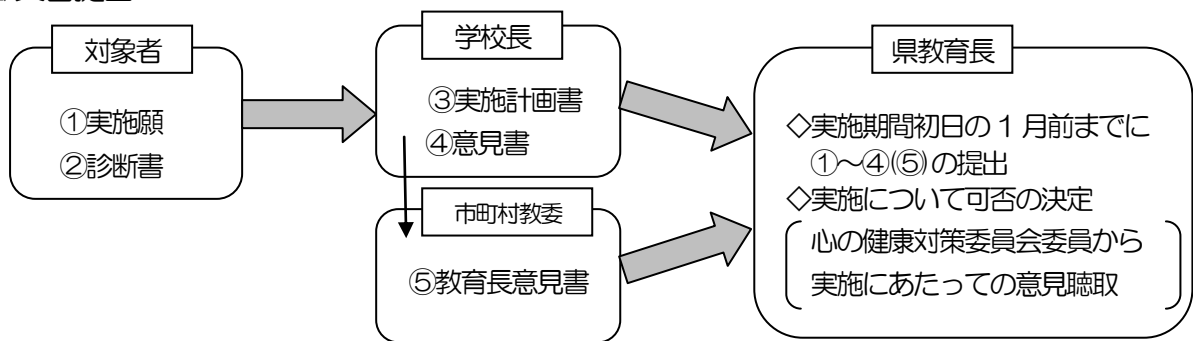 対象者
①実施願
②診断書
学校長
③実施計画書
④意見書
市町村教委
⑤教育長意見書
県教育長
◇実施期間初日の1月前までに
①～④(⑤)の提出
◇実施について可否の決定
心の健康対策委員会委員から
実施にあたっての意見聴取